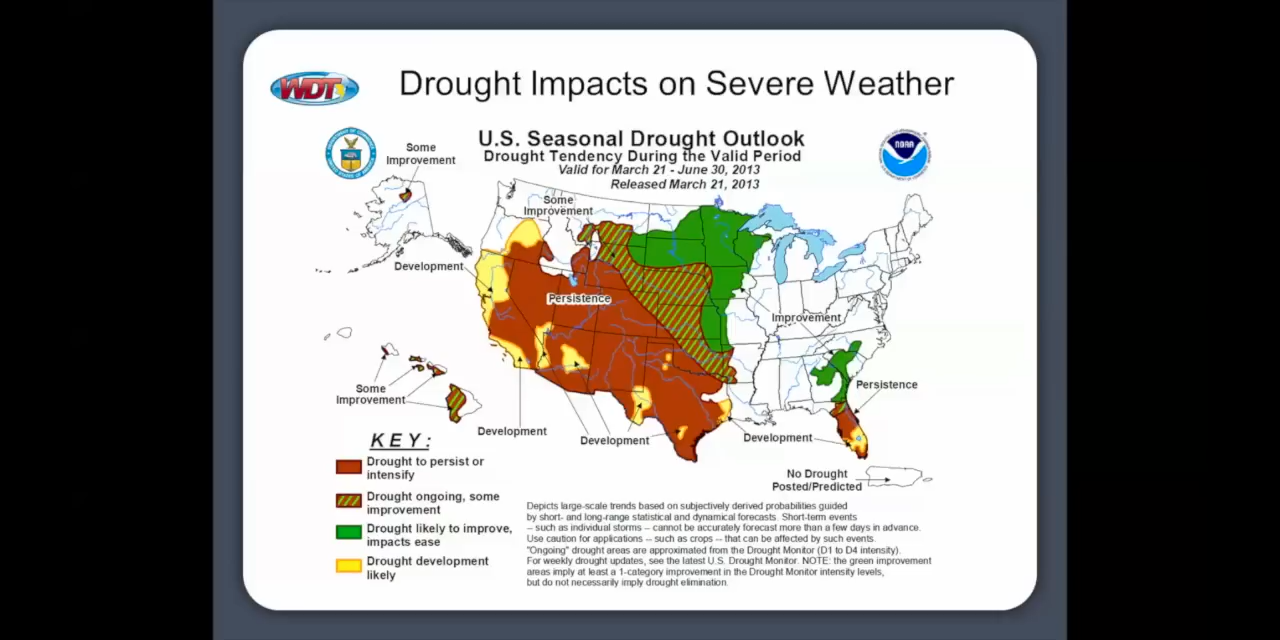 WDT
Drought Impacts on Severe Weather
U.S. Seasonal Drought Outlook
Drought Tendency During the Valid Period
Valid for March 21 - June 30, 2013
Released March 21, 2013
NOAA
Some
Improvement
Some
Improvement
Development
Persistence
Improvement
Some
Improvement
Persistence
Development
Development
Development
No Drought
Posted/Predicted
KEY:
Drought to persist or
intensify
Drought ongoing, some
improvement
Drought likely to improve,
impacts ease
Drought development
likely
Depicts large-scale trends based on subjectively derived probabilities guided
by short- and long-range statistical and dynamical forecasts. Short-term events
-- such as individual storms -- cannot be accurately forecast more than a few days in advance.
Use caution for applications -- such as crops -- that can be affected by such events.
"Ongoing" drought areas are approximated from the Drought Monitor (D1 to D4 intensity).
For weekly drought updates, see the latest U.S. Drought Monitor. NOTE: the green improvement
areas imply at least a 1-category improvement in the Drought Monitor intensity levels,
but do not necessarily imply drought elimination.